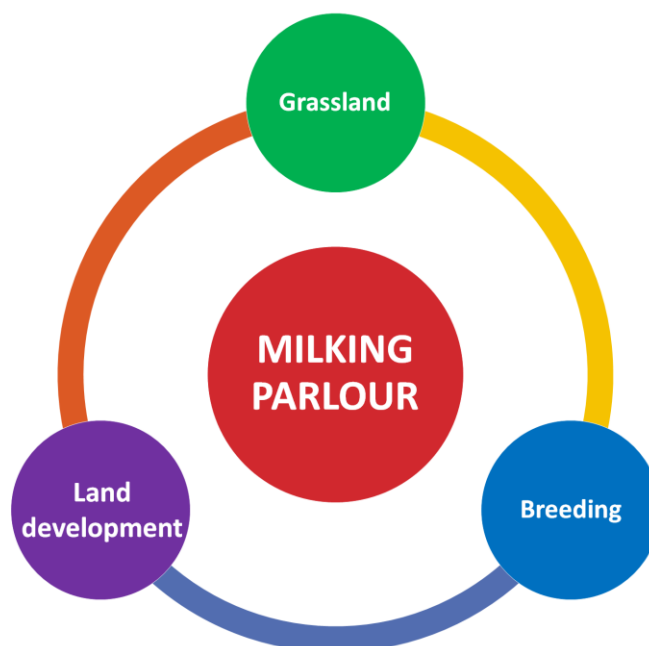 Grassland
MILKING
PARLOUR
Land
development
Breeding